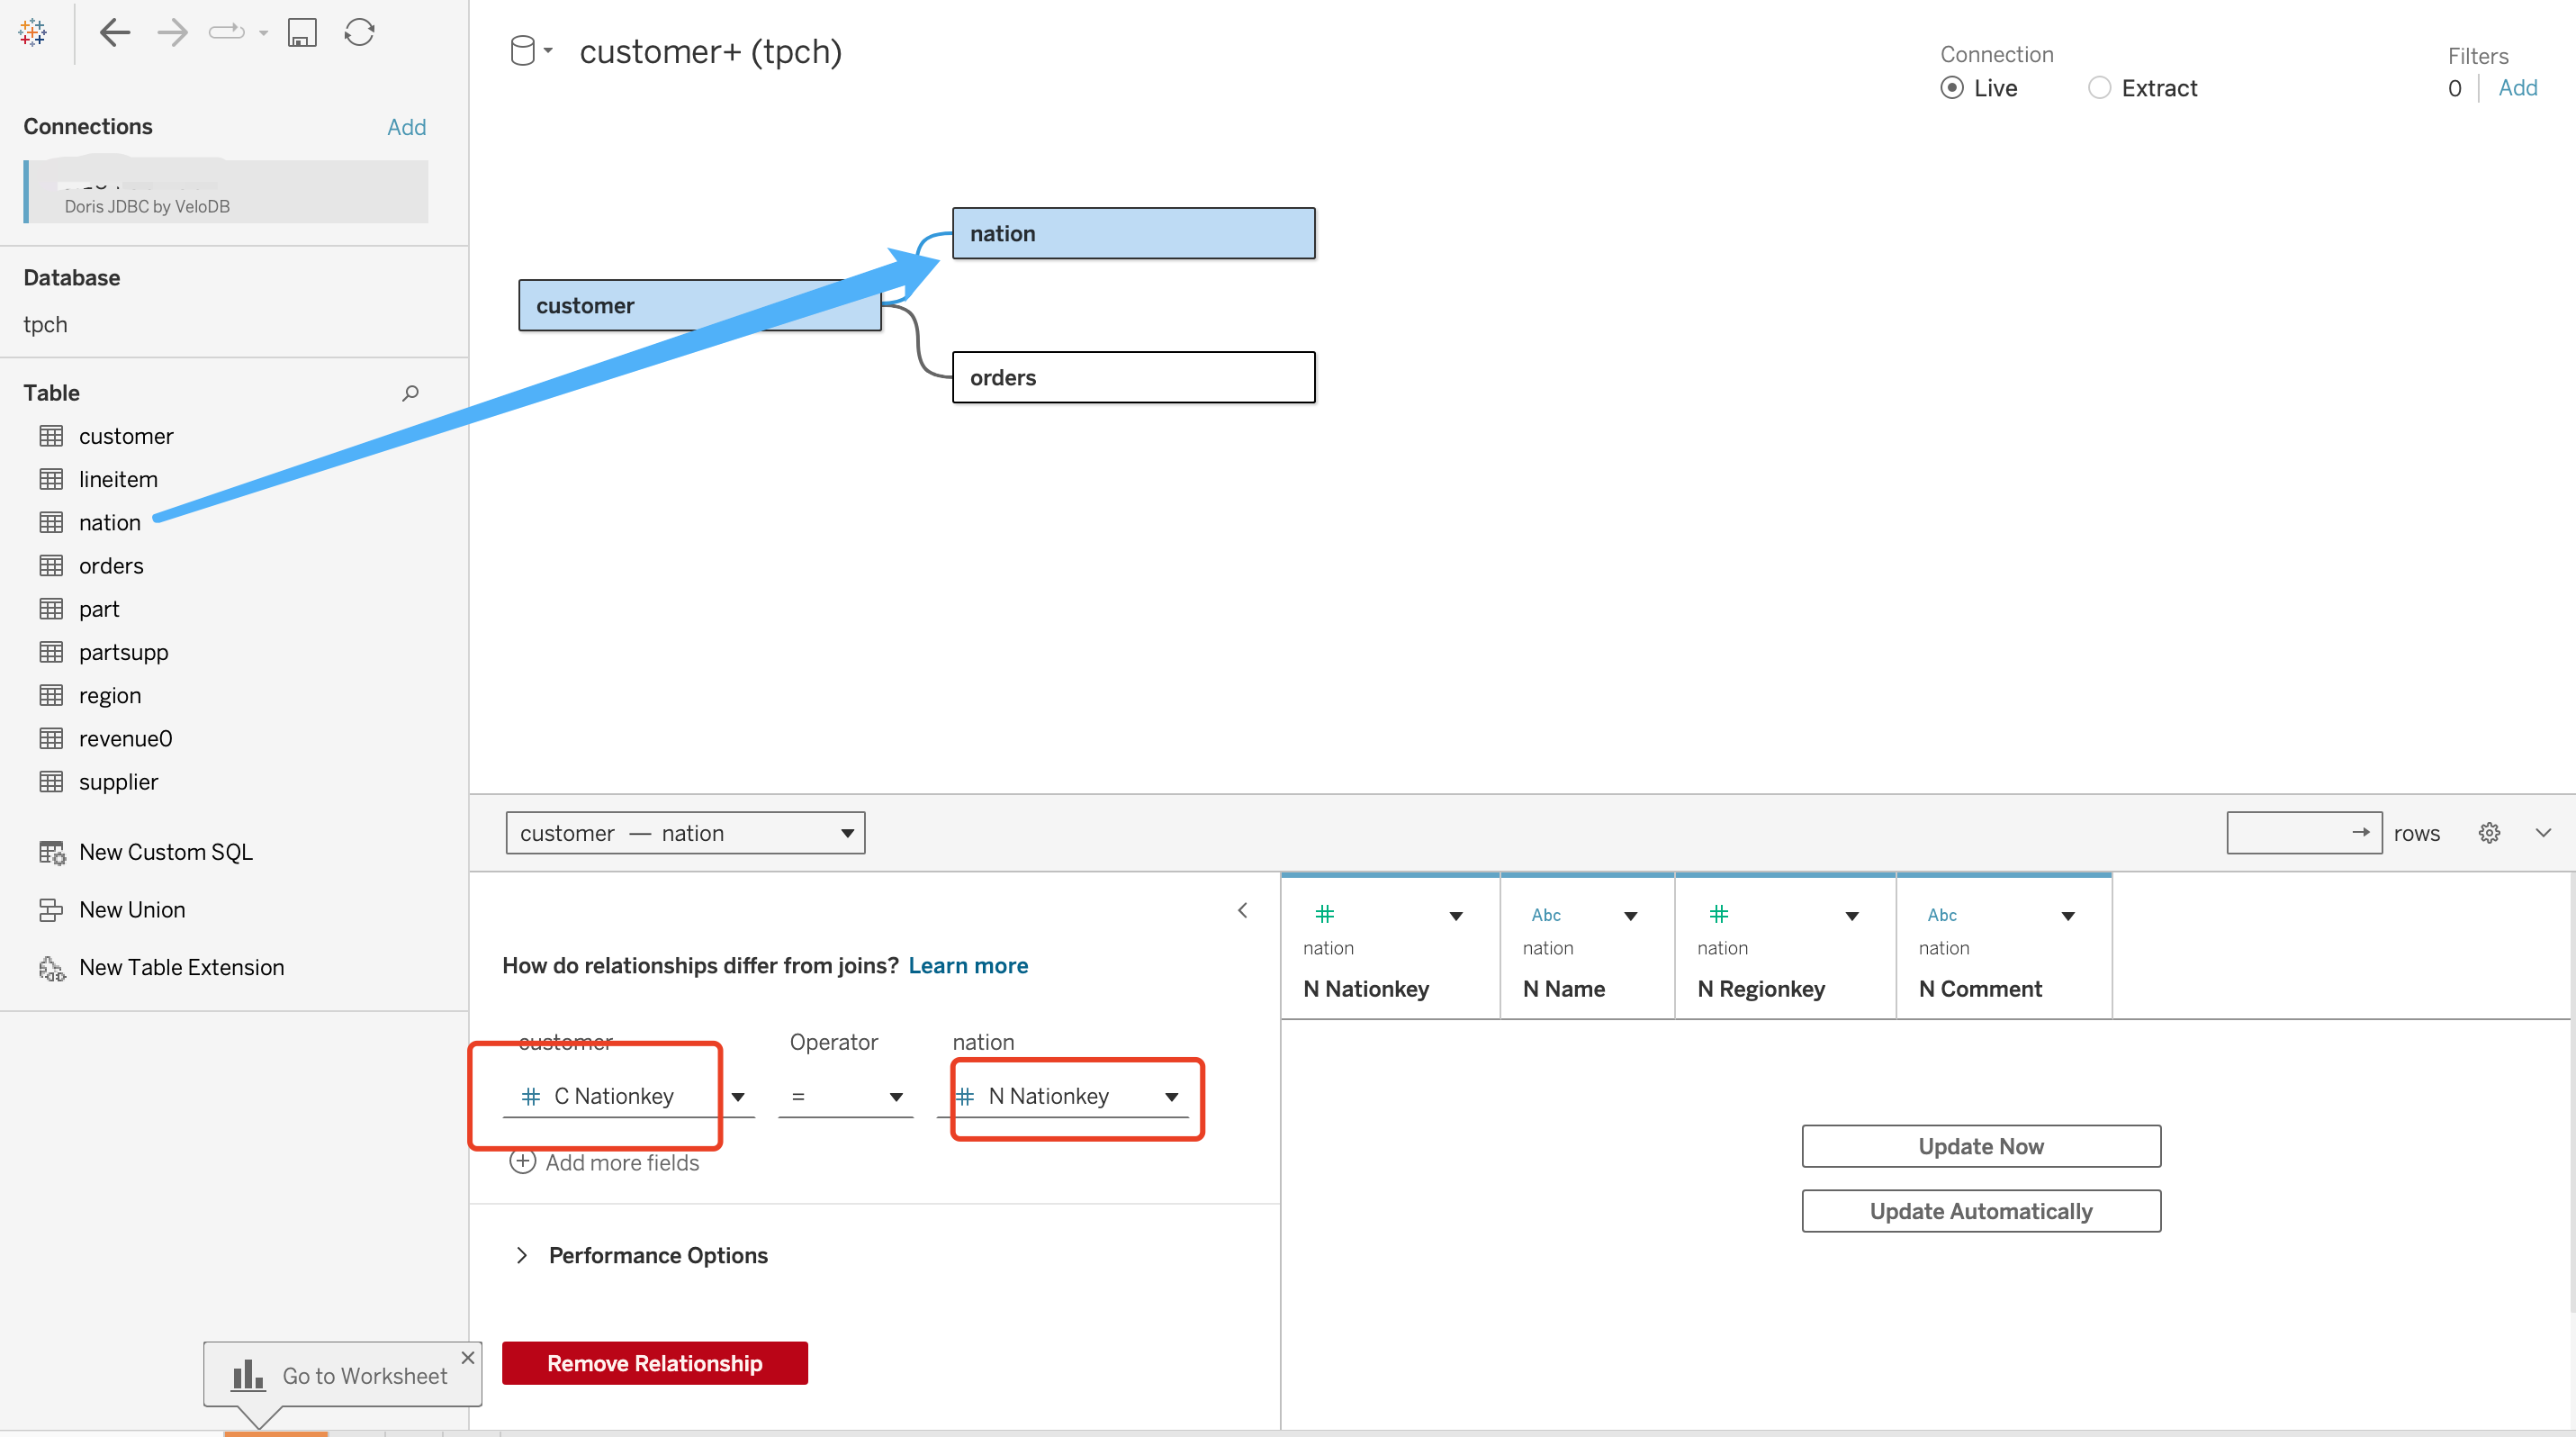 customer+ (tpch)
Connection
Live
Extract
Filters
0
Add
Connections
Add
Doris JDBC by VeloDB
Database
tpch
Table
customer
lineitem
nation
orders
part
partsupp
region
revenue0
supplier
New Custom SQL
New Union
New Table Extension
customer
nation
orders
customer — nation
rows
How do relationships differ from joins? Learn more
customer
Operator
nation
# C Nationkey
=
# N Nationkey
Add more fields
Performance Options
Remove Relationship
# Abc # Abc
nation nation nation nation
N Nationkey N Name N Regionkey N Comment
Update Now
Update Automatically
Go to Worksheet